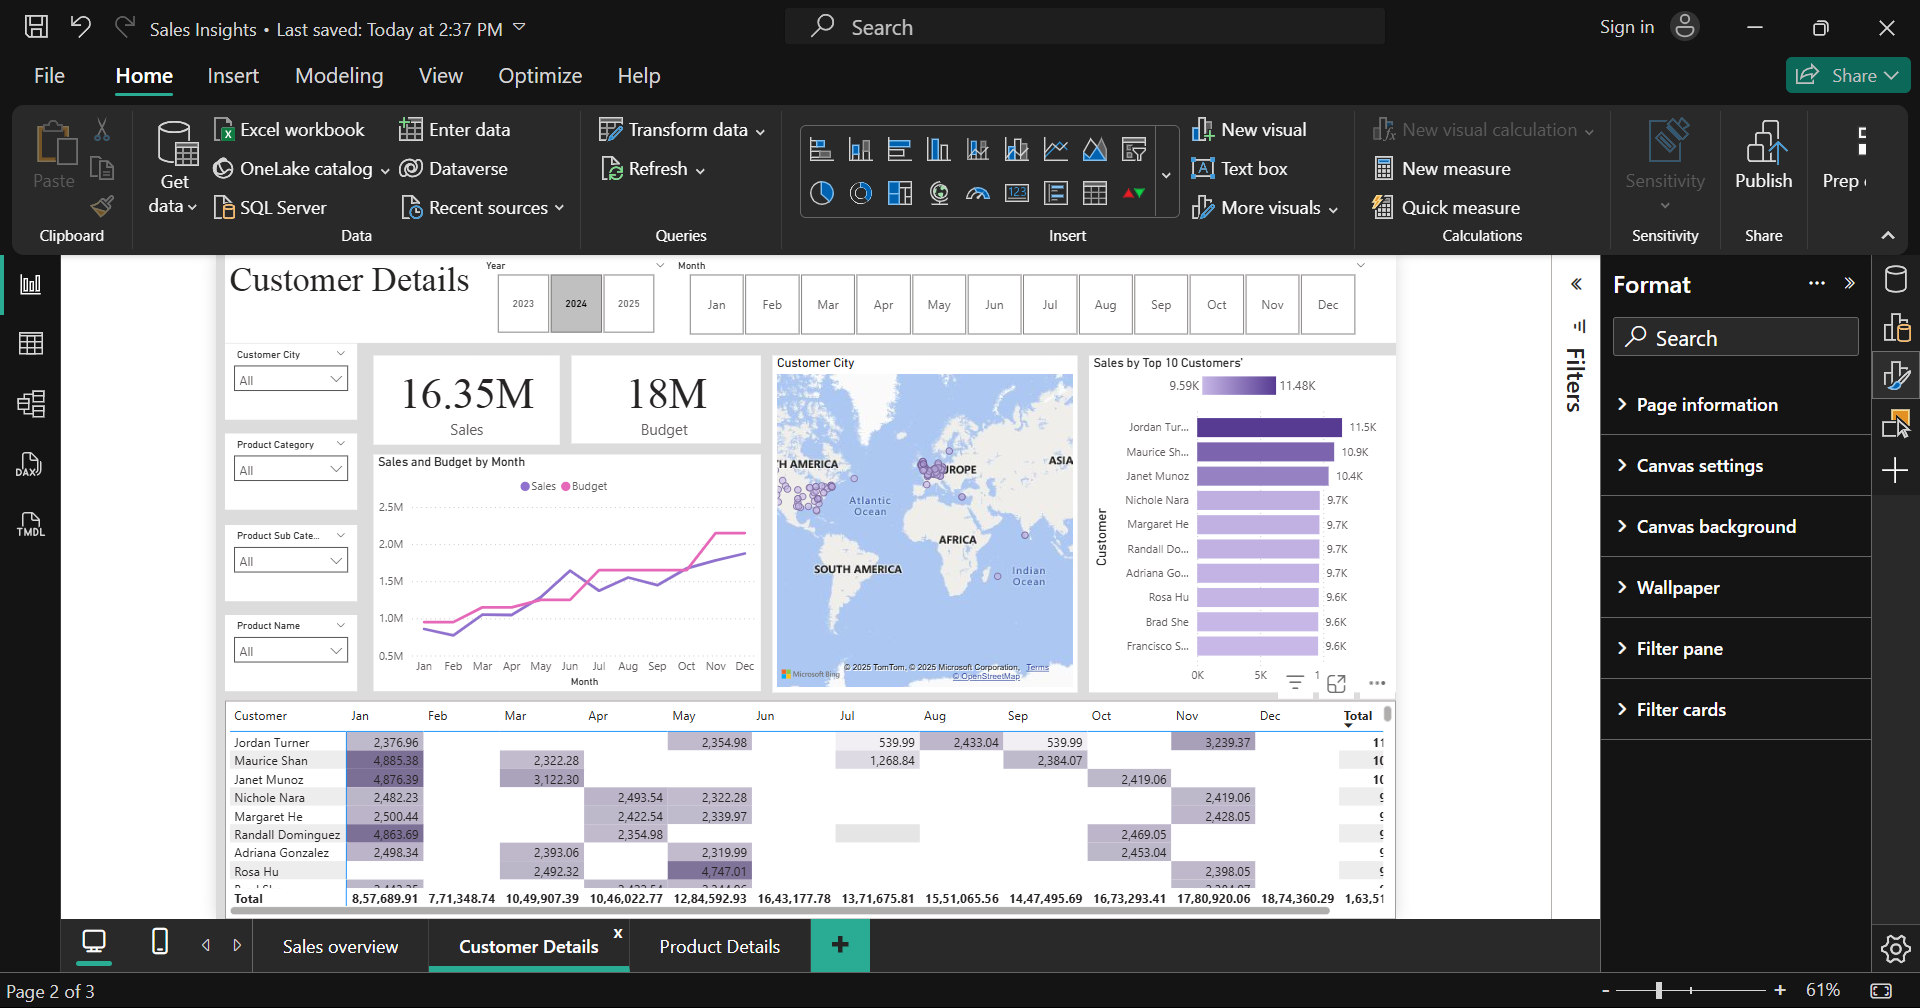 Sales Insights • Last saved: Today at 2:37 PM
Search
Sign in
File Home Insert Modeling View Optimize Help
Share
Paste
Clipboard
Get data
Excel workbook
OneLake catalog
SQL Server
Enter data
Dataverse
Recent sources
Data
Transform data
Refresh
Queries
123
New visual
Text box
More visuals
Insert
New visual calculation
New measure
Quick measure
Calculations
Sensitivity
Sensitivity
Publish
Share
Prep
DAX
TMDL
Customer Details
Year
2023 2024 2025
Month
Jan Feb Mar Apr May Jun Jul Aug Sep Oct Nov Dec
Customer City
All
Product Category
All
Product Sub Cate...
All
Product Name
All
16.35M
Sales
18M
Budget
Sales and Budget by Month
Sales Budget
2.5M
2.0M
1.5M
1.0M
0.5M
Jan Feb Mar Apr May Jun Jul Aug Sep Oct Nov Dec
Month
Customer City
TH AMERICA
UROPE
ASIA
Atlantic
Ocean
AFRICA
SOUTH AMERICA
Indian
Ocean
Microsoft Bing
© 2025 TomTom, © 2025 Microsoft Corporation, Terms
© OpenStreetMap
Sales by Top 10 Customers'
9.59K 11.48K
Customer
Jordan Tur... 11.5K
Maurice Sh... 10.9K
Janet Munoz 10.4K
Nichole Nara 9.7K
Margaret He 9.7K
Randall Do... 9.7K
Adriana Go... 9.7K
Rosa Hu 9.6K
Brad She 9.6K
Francisco S... 9.6K
0K 5K 1
Customer Jan Feb Mar Apr May Jun Jul Aug Sep Oct Nov Dec Total
Jordan Turner 2,376.96 2,354.98 539.99 2,433.04 539.99 3,239.37 11
Maurice Shan 4,885.38 2,322.28 1,268.84 2,384.07 10
Janet Munoz 4,876.39 3,122.30 2,419.06 10
Nichole Nara 2,482.23 2,493.54 2,322.28 2,419.06 9
Margaret He 2,500.44 2,422.54 2,339.97 2,428.05 9
Randall Dominguez 4,863.69 2,354.98 2,469.05 9
Adriana Gonzalez 2,498.34 2,393.06 2,319.99 2,453.04 9
Rosa Hu 2,492.32 4,747.01 2,398.05 9
Total 8,57,689.91 7,71,348.74 10,49,907.39 10,46,022.77 12,84,592.93 16,43,177.78 13,71,675.81 15,51,065.56 14,47,495.69 16,73,293.41 17,80,920.06 18,74,360.29 1,63,51
Filters
Format
Search
Page information
Canvas settings
Canvas background
Wallpaper
Filter pane
Filter cards
Sales overview
Customer Details x
Product Details
+
Page 2 of 3
- + 61%